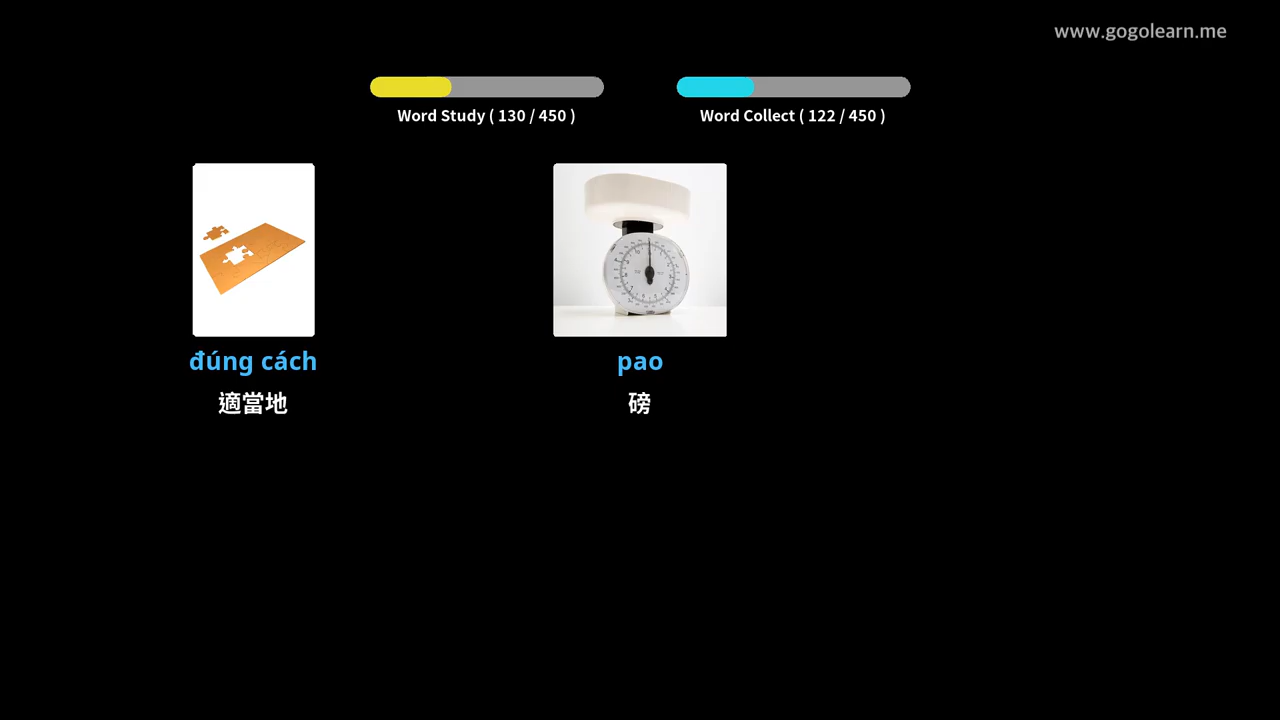 www.gogolearn.me
Word Study ( 130 / 450 )
Word Collect ( 122 / 450 )
đúng cách
pao
適當地
磅